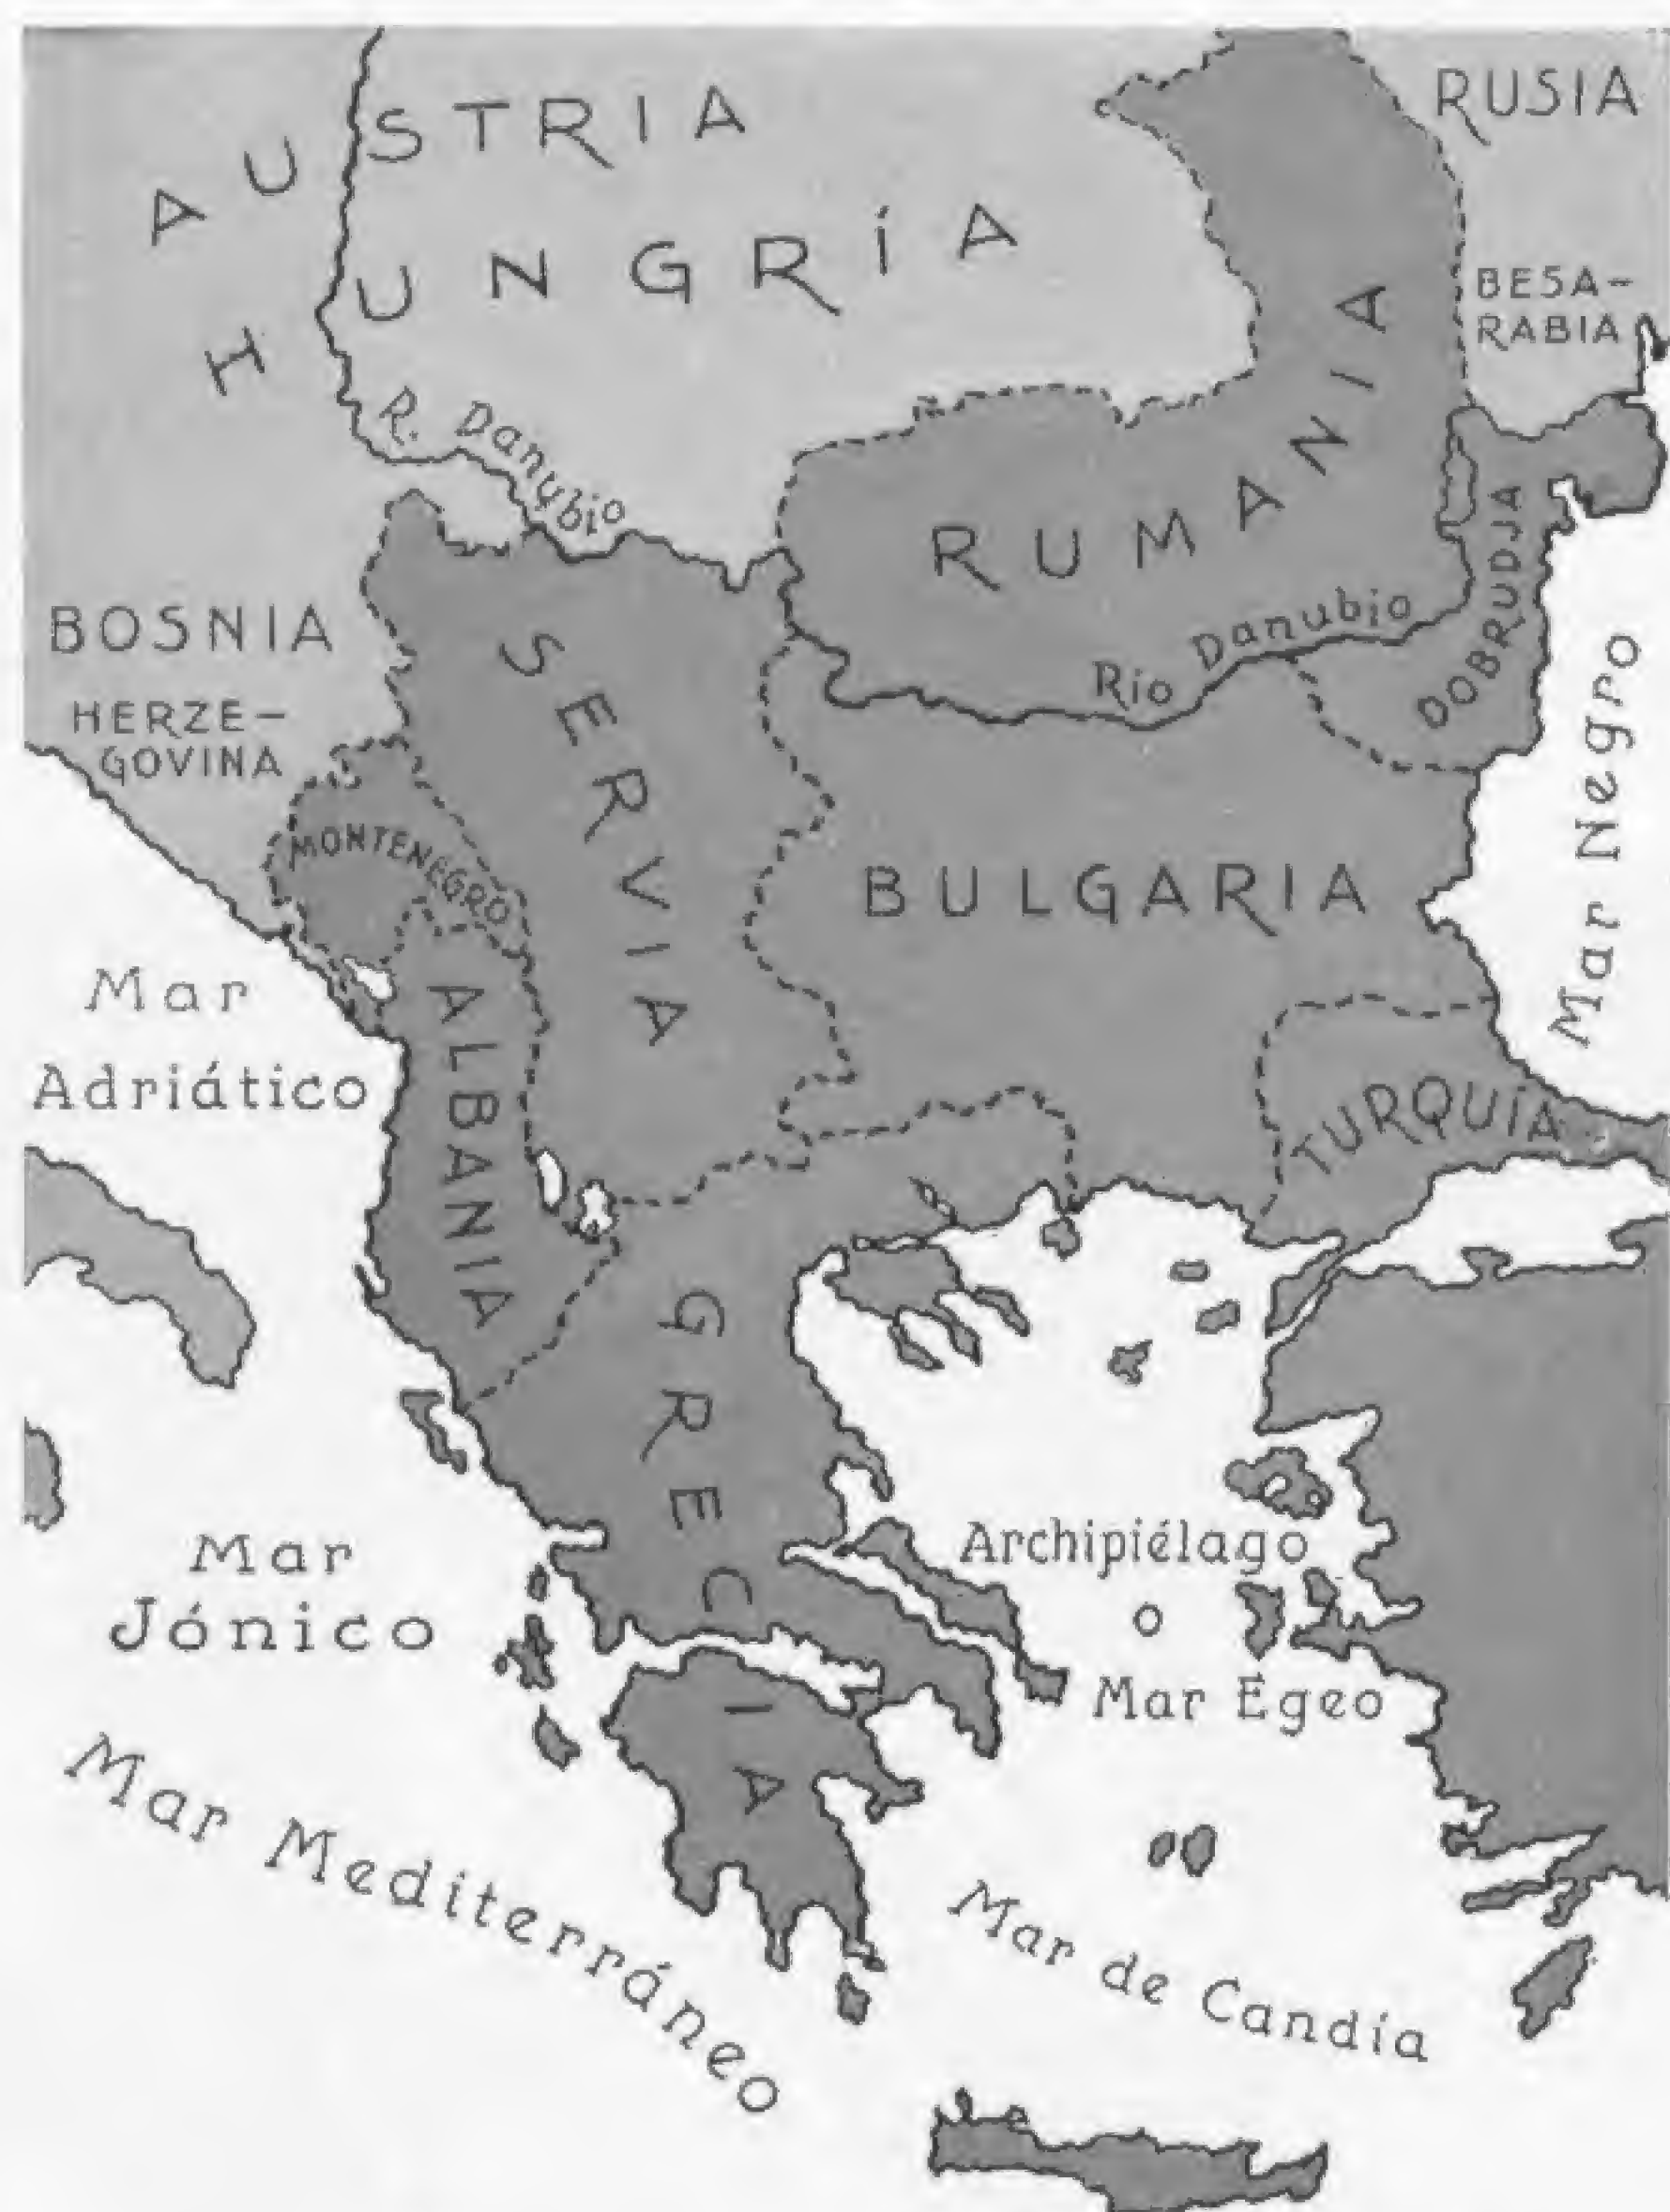 AUSTRIA
HUNGRÍA
RUSIA
BESA-
RABIA
R. Danubio
RUMANIA
DOBRUDJA
Río Danubio
BOSNIA
HERZE-
GOVINA
SERVIA
MONTENEGRO
BULGARIA
Mar Negro
Mar
Adriático
ALBANIA
TURQUÍA
GRECIA
Archipiélago
o
Mar Egeo
Mar
Jónico
Mar Mediterráneo
Mar de Candía